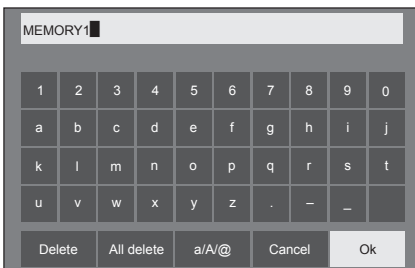 MEMORY1
1 2 3 4 5 6 7 8 9 0
a b c d e f g h i j
k l m n o p q r s t
u v w x y z . – _
Delete All delete a/A/@ Cancel Ok